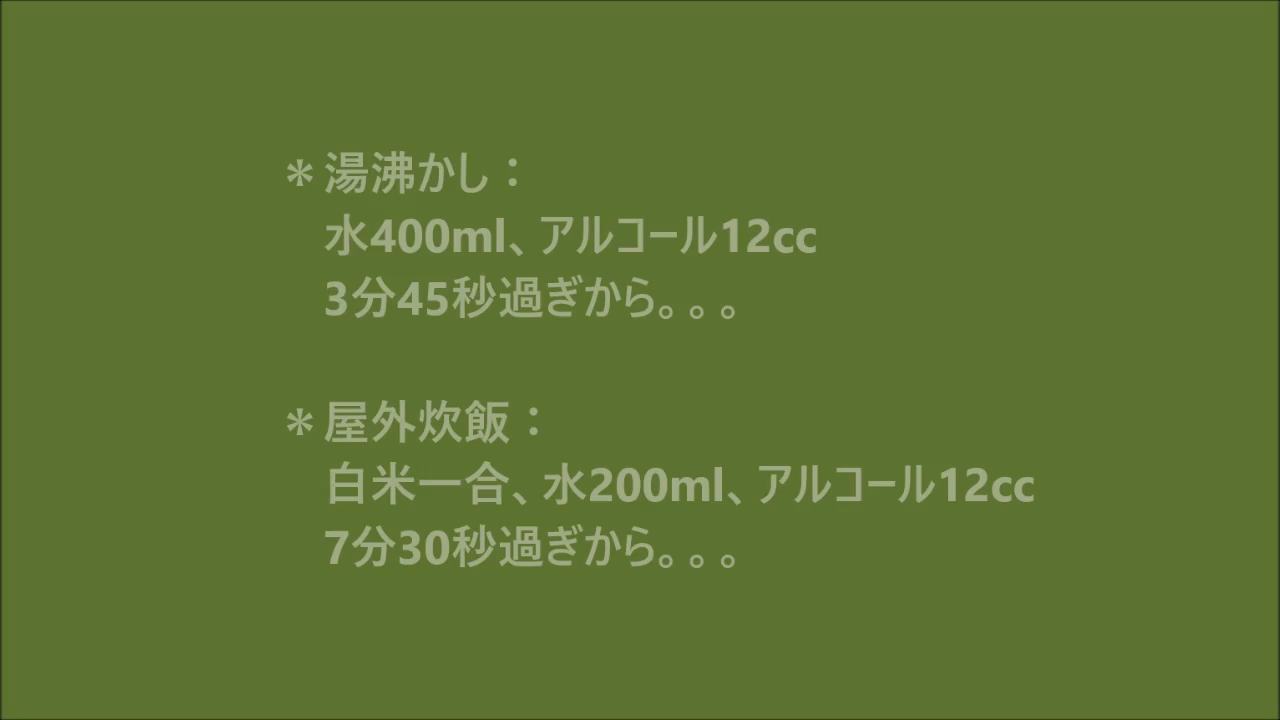 ＊湯沸かし：
水400ml、アルコール12cc
3分45秒過ぎから。。。
＊屋外炊飯：
白米一合、水200ml、アルコール12cc
7分30秒過ぎから。。。